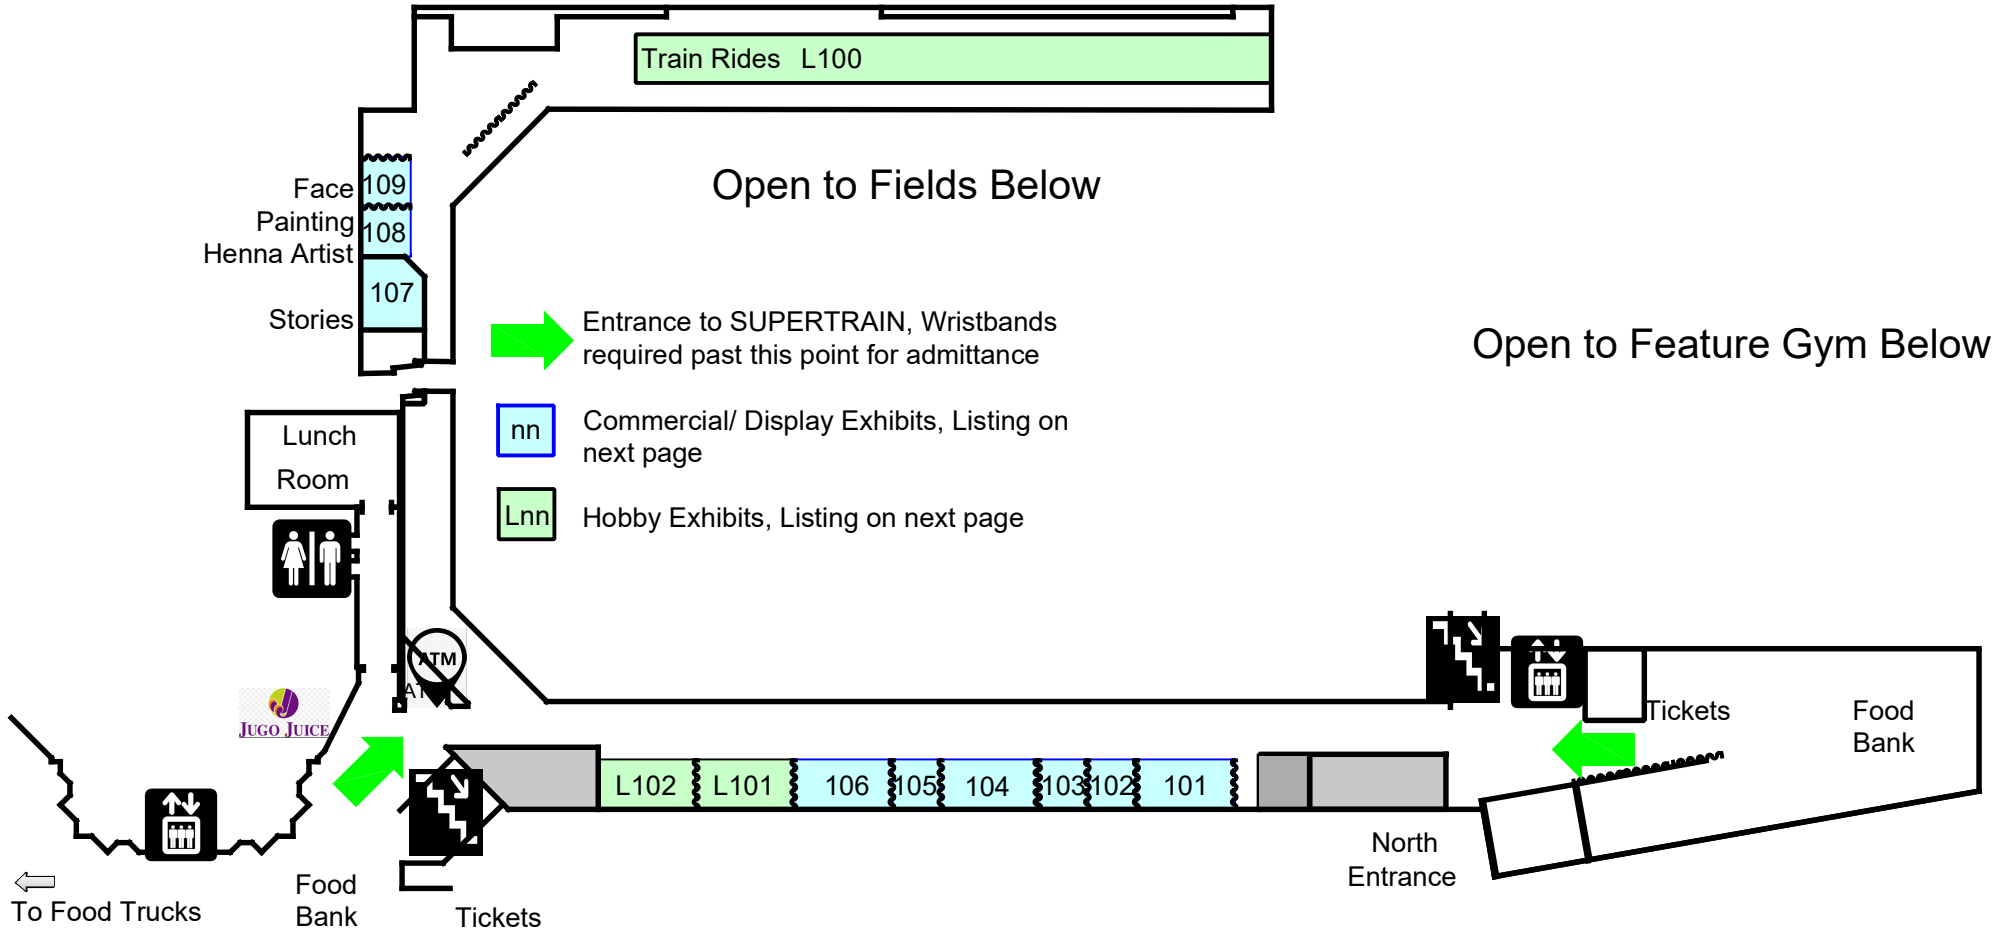 Train Rides L100
109
Face
Painting
108
Henna Artist
107
Stories
Open to Fields Below
Entrance to SUPERTRAIN, Wristbands
required past this point for admittance
Open to Feature Gym Below
nn
Commercial/ Display Exhibits, Listing on
next page
Lnn
Hobby Exhibits, Listing on next page
Lunch
Room
ATM
AT
JUGO JUICE
Tickets
Food
Bank
L102
L101
106
105
104
103
102
101
North
Entrance
To Food Trucks
Food
Bank
Tickets